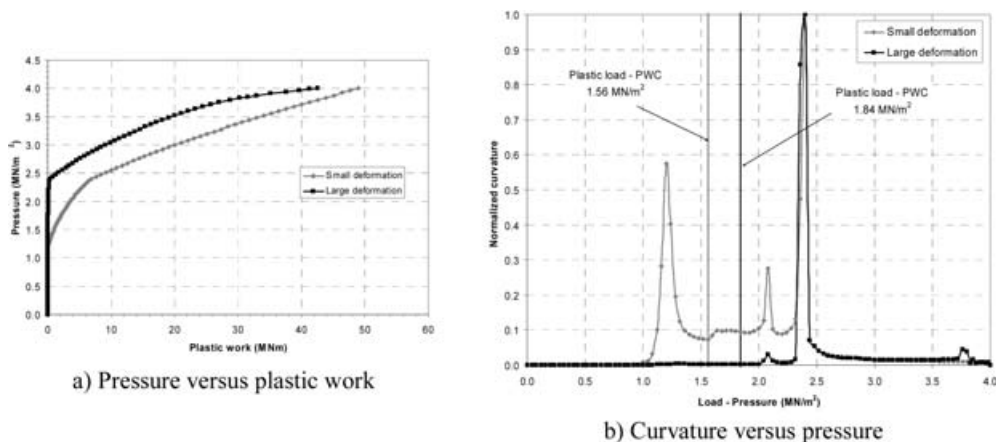 4.5
4.0
3.5
3.0
2.5
2.0
1.5
1.0
0.5
0.0
Pressure (MN/m²)
0 10 20 30 40 50 60
Plastic work (MNm)
Small deformation
Large deformation
a) Pressure versus plastic work
1.0
0.9
0.8
0.7
0.6
0.5
0.4
0.3
0.2
0.1
0.0
Normalized curvature
0.0 0.5 1.0 1.5 2.0 2.5 3.0 3.5 4.0
Load - Pressure (MN/m²)
Small deformation
Large deformation
Plastic load - PWC
1.56 MN/m²
Plastic load - PWC
1.84 MN/m²
b) Curvature versus pressure